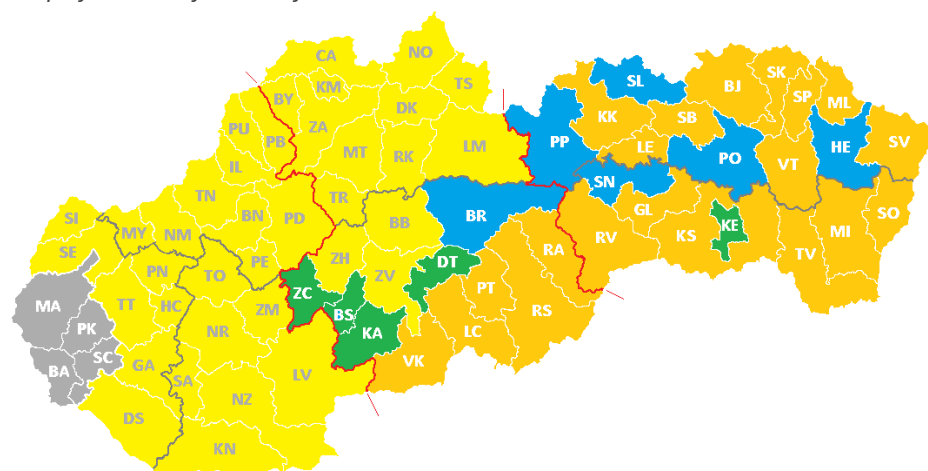 CA
NO
TS
BY
KM
DK
PU
PB
ZA
MT
RK
LM
IL
TN
TR
BN
PD
BB
SI
MY
NM
SE
PN
TO
PE
ZH
ZV
MA
TT
HC
ZM
ZC
BS
DT
BR
PK
NR
KA
BA
SC
GA
SA
LV
VK
DS
NZ
KN
SL
BJ
SK
SP
ML
KK
SB
PP
LE
PO
VT
HE
SV
SN
GL
RV
KS
KE
TV
MI
SO
RA
PT
RS
LC